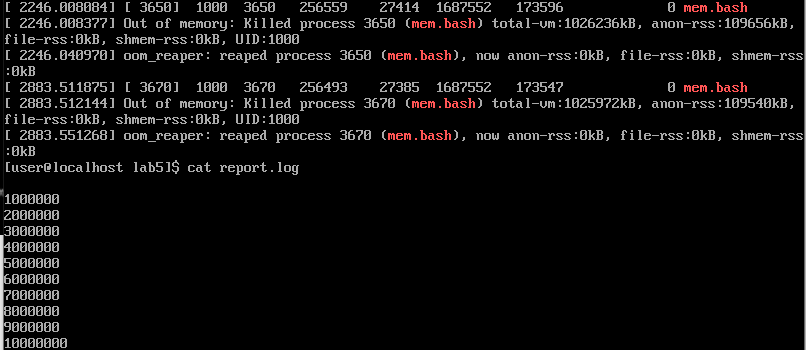 [ 2246.008084] [ 3650]  1000  3650   256559    27414  1687552   173596             0 mem.bash
[ 2246.008377] Out of memory: Killed process 3650 (mem.bash) total-vm:1026236kB, anon-rss:109656kB,
file-rss:0kB, shmem-rss:0kB, UID:1000
[ 2246.040970] oom_reaper: reaped process 3650 (mem.bash), now anon-rss:0kB, file-rss:0kB, shmem-rss
:0kB
[ 2883.511875] [ 3670]  1000  3670   256493    27385  1687552   173547             0 mem.bash
[ 2883.512144] Out of memory: Killed process 3670 (mem.bash) total-vm:1025972kB, anon-rss:109540kB,
file-rss:0kB, shmem-rss:0kB, UID:1000
[ 2883.551268] oom_reaper: reaped process 3670 (mem.bash), now anon-rss:0kB, file-rss:0kB, shmem-rss
:0kB
[user@localhost lab5]$ cat report.log
1000000
2000000
3000000
4000000
5000000
6000000
7000000
8000000
9000000
10000000